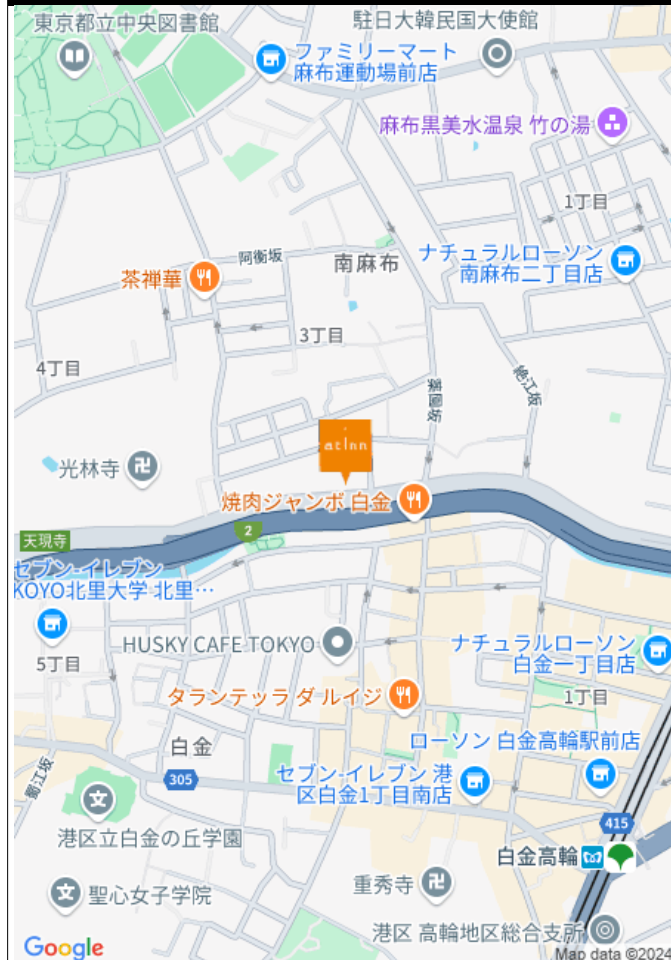 東京都立中央図書館
駐日大韓民国大使館
ファミリーマート
麻布運動場前店
麻布黒美水温泉 竹の湯
1丁目
阿衡坂
南麻布
ナチュラルローソン
南麻布二丁目店
茶禅華
3丁目
4丁目
薬園坂
絶江坂
atInn
光林寺
焼肉ジャンボ 白金
2
天現寺
セブン-イレブン
KOYO北里大学 北里…
HUSKY CAFE TOKYO
ナチュラルローソン
白金一丁目店
5丁目
タランテッラ ダ ルイジ
1丁目
白金
ローソン 白金高輪駅前店
蜀江坂
305
セブン-イレブン 港
区白金1丁目南店
415
港区立白金の丘学園
白金高輪
重秀寺
聖心女子学院
港区 高輪地区総合支所
Google
Map data ©2024